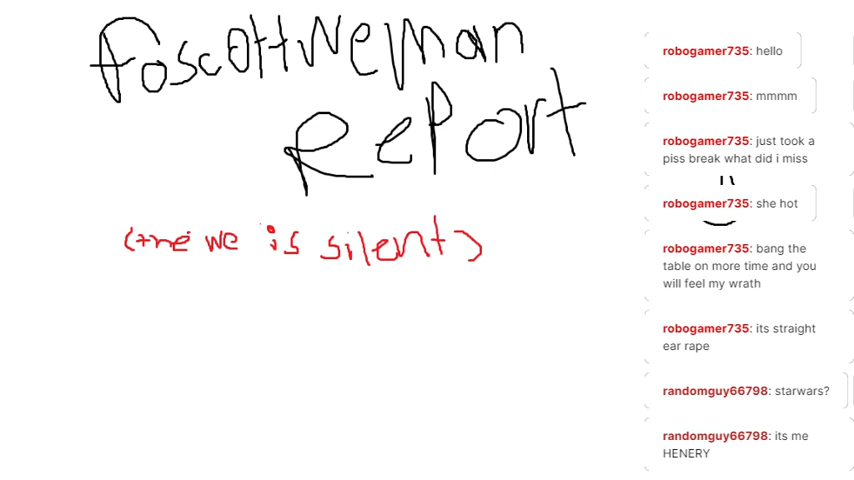 foscottWeman
RePort
(the we is silent)
robogamer735: hello
robogamer735: mmmm
robogamer735: just took a
piss break what did i miss
robogamer735: she hot
robogamer735: bang the
table on more time and you
will feel my wrath
robogamer735: its straight
ear rape
randomguy66798: starwars?
randomguy66798: its me
HENERY